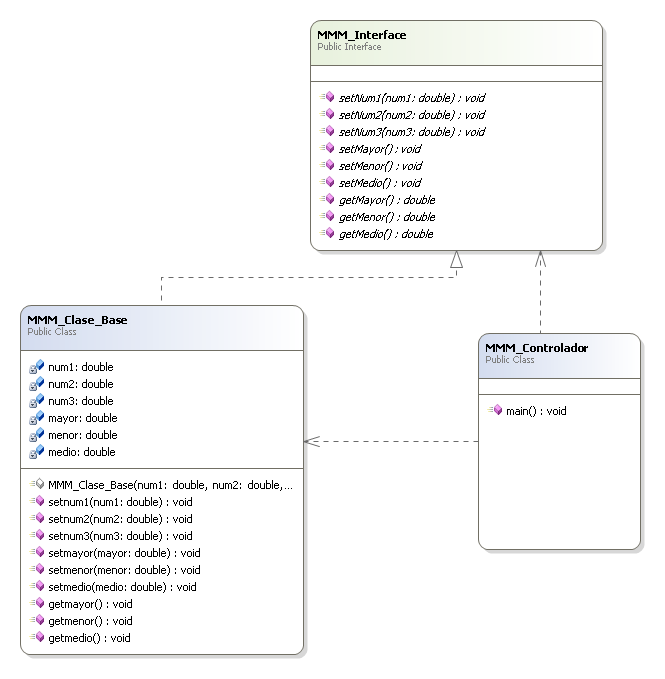 MMM_Interface
Public Interface
setNum1(num1: double) : void
setNum2(num2: double) : void
setNum3(num3: double) : void
setMayor() : void
setMenor() : void
setMedio() : void
getMayor() : double
getMenor() : double
getMedio() : double
MMM_Clase_Base
Public Class
num1: double
num2: double
num3: double
mayor: double
menor: double
medio: double
MMM_Clase_Base(num1: double, num2: double,...
setnum1(num1: double) : void
setnum2(num2: double) : void
setnum3(num3: double) : void
setmayor(mayor: double) : void
setmenor(menor: double) : void
setmedio(medio: double) : void
getmayor() : void
getmenor() : void
getmedio() : void
MMM_Controlador
Public Class
main() : void